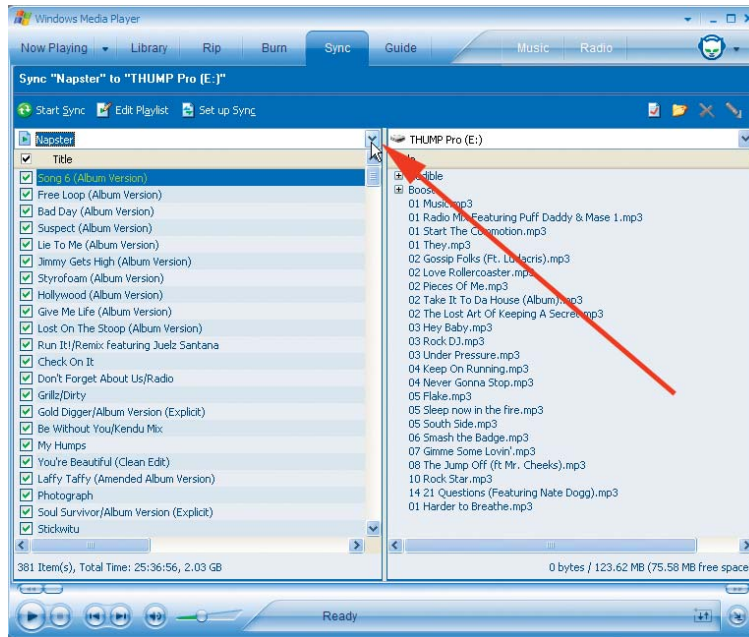 Windows Media Player
Now Playing Library Rip Burn Sync Guide Music Radio
Sync "Napster" to "THUMP Pro (E:)"
Start Sync Edit Playlist Set up Sync
Napster
Title
Song 6 (Album Version)
Free Loop (Album Version)
Bad Day (Album Version)
Suspect (Album Version)
Lie To Me (Album Version)
Jimmy Gets High (Album Version)
Styrofoam (Album Version)
Hollywood (Album Version)
Give Me Life (Album Version)
Lost On The Stoop (Album Version)
Run It!/Remix featuring Juelz Santana
Check On It
Don't Forget About Us/Radio
Grillz/Dirty
Gold Digger/Album Version (Explicit)
Be Without You/Kendu Mix
My Humps
You're Beautiful (Clean Edit)
Laffy Taffy (Amended Album Version)
Photograph
Soul Survivor/Album Version (Explicit)
Stickwitu
381 Item(s), Total Time: 25:36:56, 2.03 GB
THUMP Pro (E:)
01 Music.mp3
01 Radio Mix Featuring Puff Daddy & Mase 1.mp3
01 Start The Commotion.mp3
01 They.mp3
02 Gossip Folks (Ft. Ludacris).mp3
02 Love Rollercoaster.mp3
02 Pieces Of Me.mp3
02 Take It To Da House (Album).mp3
02 The Lost Art Of Keeping A Secret.mp3
03 Hey Baby.mp3
03 Rock DJ.mp3
03 Under Pressure.mp3
04 Keep On Running.mp3
04 Never Gonna Stop.mp3
05 Flake.mp3
05 Sleep now in the fire.mp3
05 South Side.mp3
06 Smash the Badge.mp3
07 Gimme Some Lovin'.mp3
08 The Jump Off (ft Mr. Cheeks).mp3
10 Rock Star.mp3
14 21 Questions (Featuring Nate Dogg).mp3
01 Harder to Breathe.mp3
0 bytes / 123.62 MB (75.58 MB free space
Ready